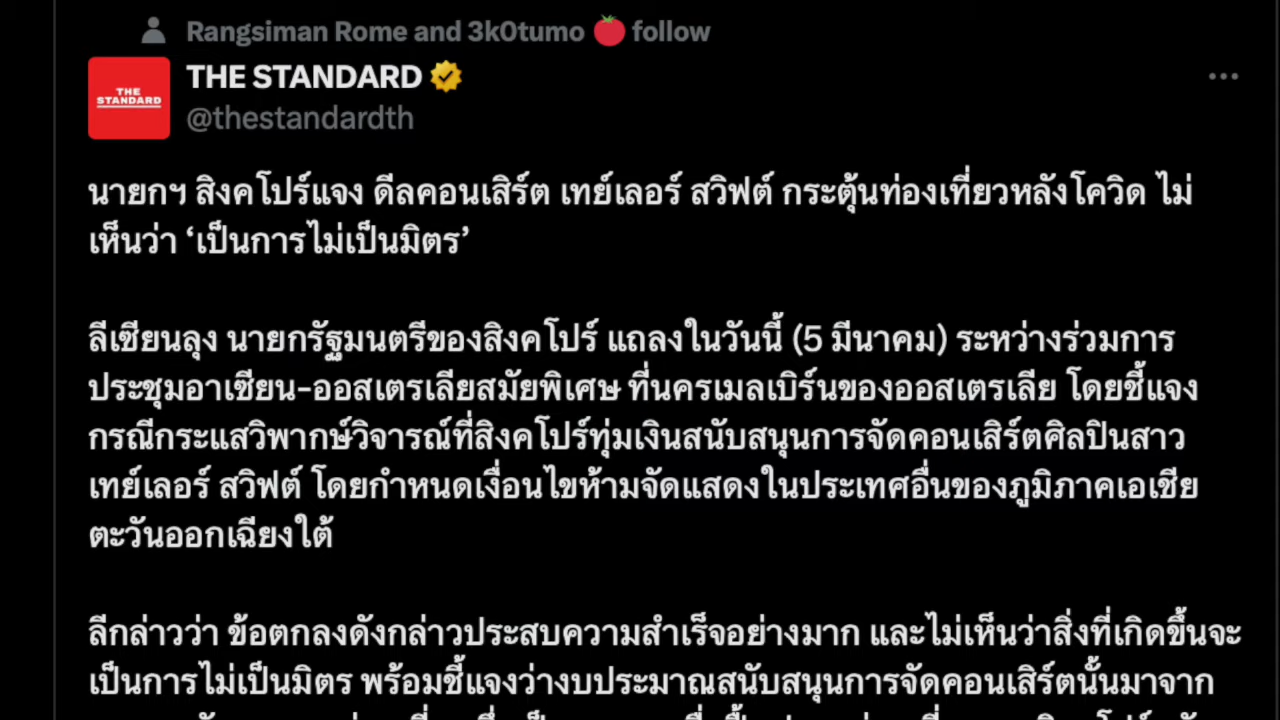 Rangsiman Rome and 3k0tumo 🍅 follow
THE STANDARD
THE
STANDARD
@thestandardth
นายกฯ สิงคโปร์แจง ดีลคอนเสิร์ต เทย์เลอร์ สวิฟต์ กระตุ้นท่องเที่ยวหลังโควิด ไม่
เห็นว่า ‘เป็นการไม่เป็นมิตร’
ลีเซียนลุง นายกรัฐมนตรีของสิงคโปร์ แถลงในวันนี้ (5 มีนาคม) ระหว่างร่วมการ
ประชุมอาเซียน-ออสเตรเลียสมัยพิเศษ ที่นครเมลเบิร์นของออสเตรเลีย โดยชี้แจง
กรณีกระแสวิพากษ์วิจารณ์ที่สิงคโปร์ทุ่มเงินสนับสนุนการจัดคอนเสิร์ตศิลปินสาว
เทย์เลอร์ สวิฟต์ โดยกำหนดเงื่อนไขห้ามจัดแสดงในประเทศอื่นของภูมิภาคเอเชีย
ตะวันออกเฉียงใต้
ลีกล่าวว่า ข้อตกลงดังกล่าวประสบความสำเร็จอย่างมาก และไม่เห็นว่าสิ่งที่เกิดขึ้นจะ
เป็นการไม่เป็นมิตร พร้อมชี้แจงว่างบประมาณสนับสนุนการจัดคอนเสิร์ตนั้นมาจาก